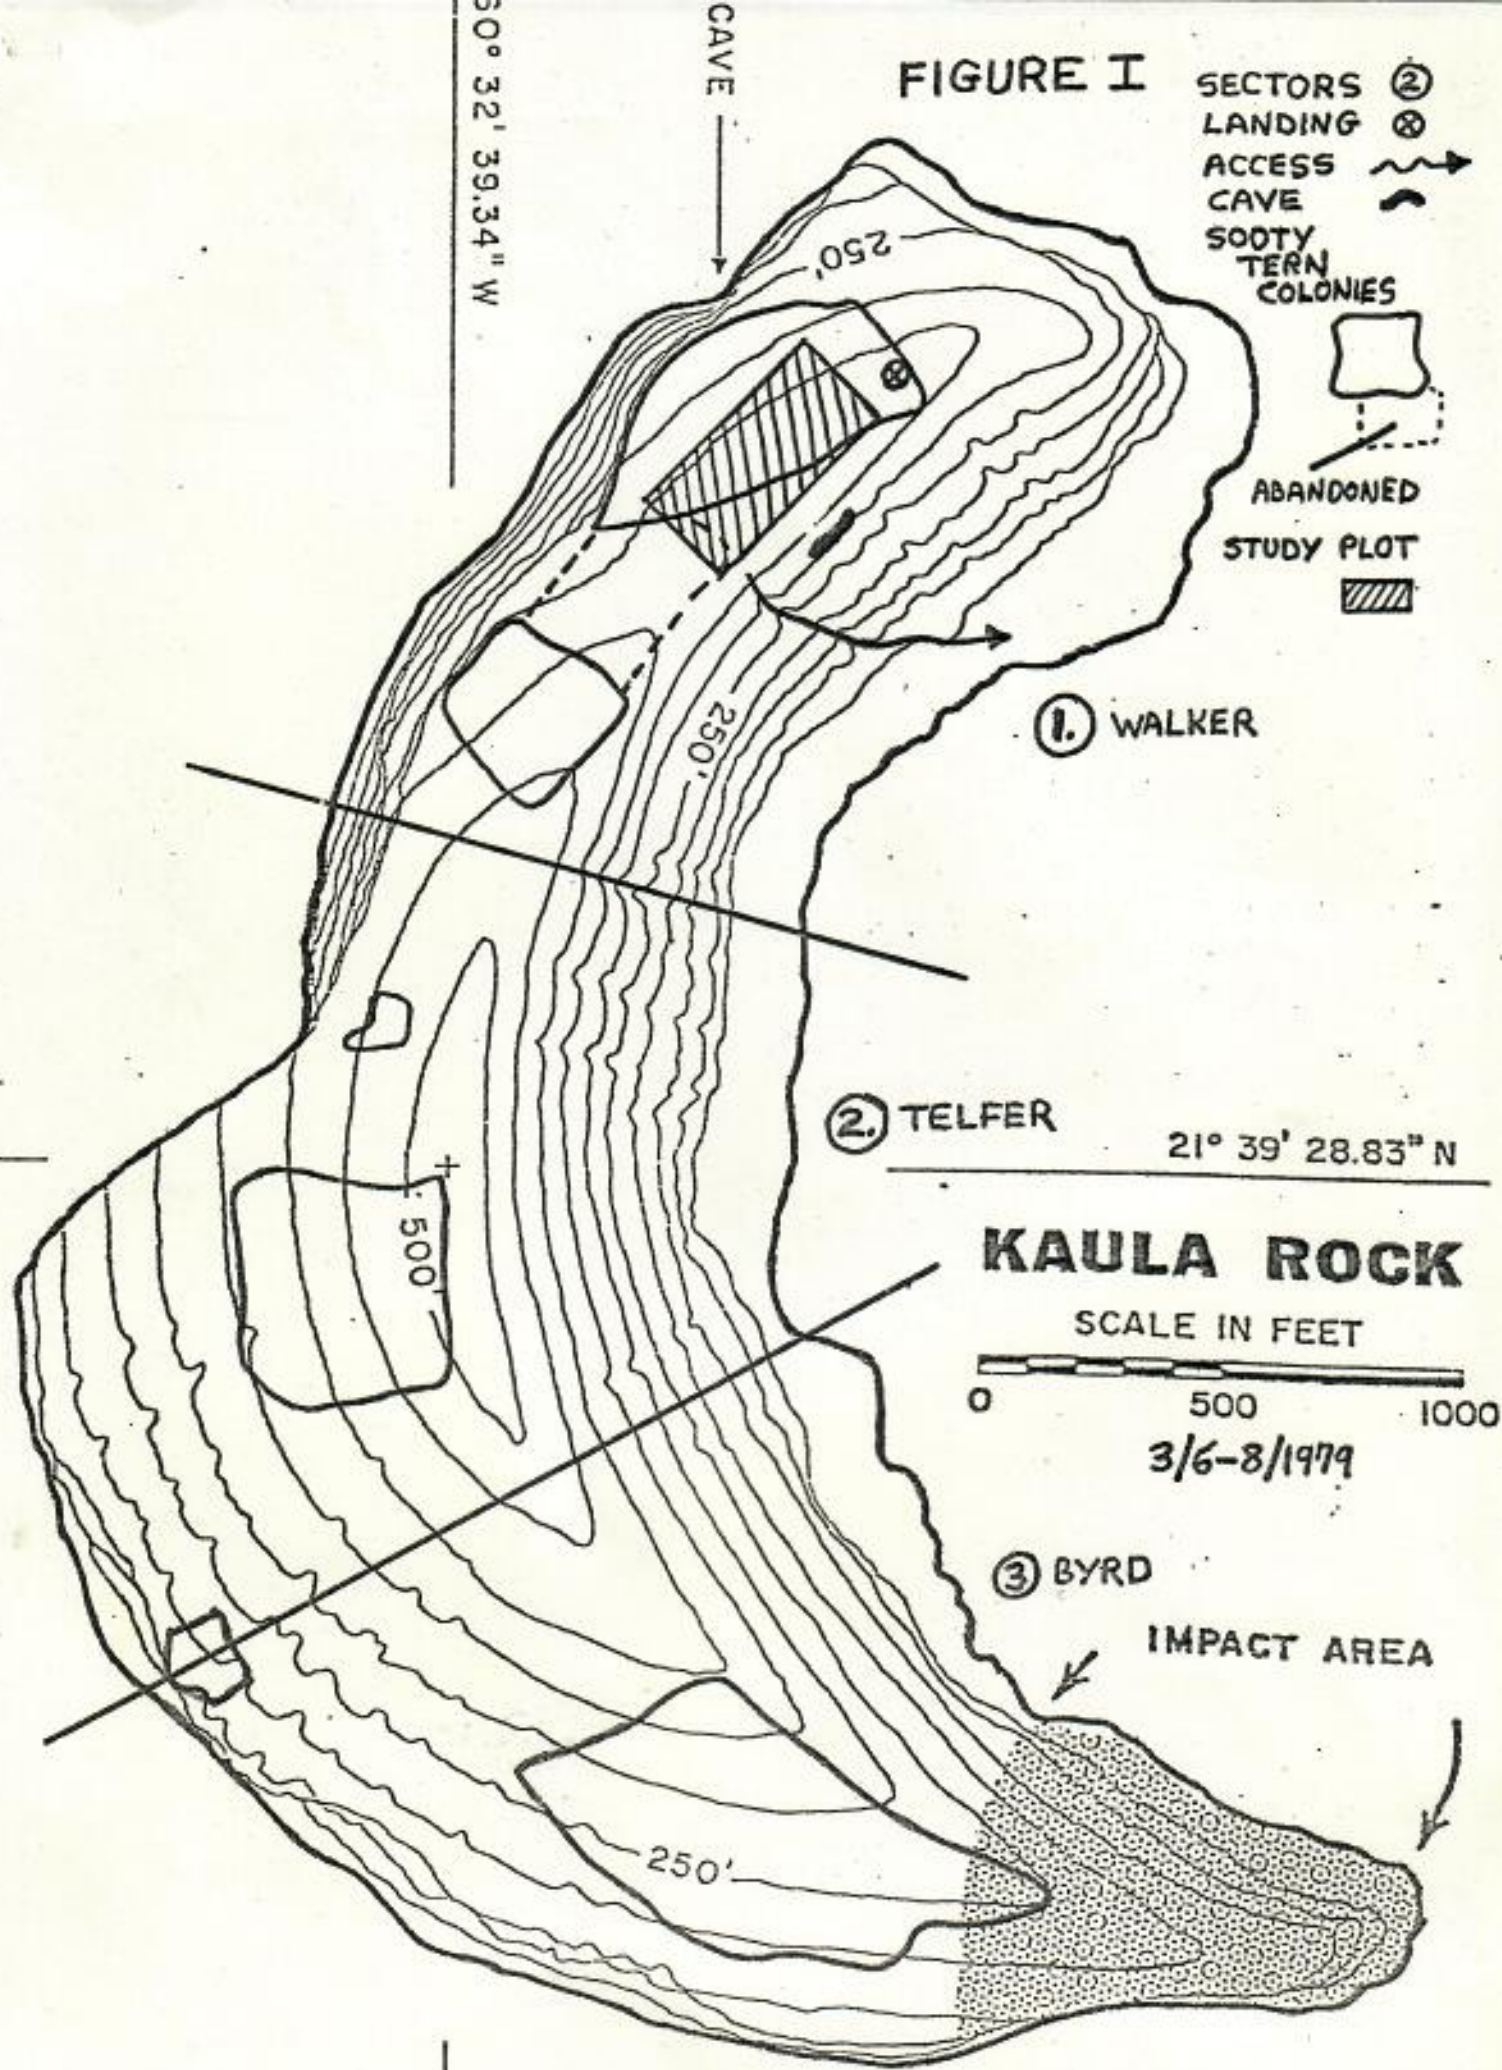 60° 32' 39.34" W
CAVE
FIGURE I
SECTORS 2
LANDING
ACCESS
CAVE
SOOTY
TERN
COLONIES
ABANDONED
STUDY PLOT
250'
250'
1. WALKER
2. TELFER
21° 39' 28.83" N
500'
KAULA ROCK
SCALE IN FEET
0 500 1000
3/6-8/1979
3 BYRD
IMPACT AREA
250'